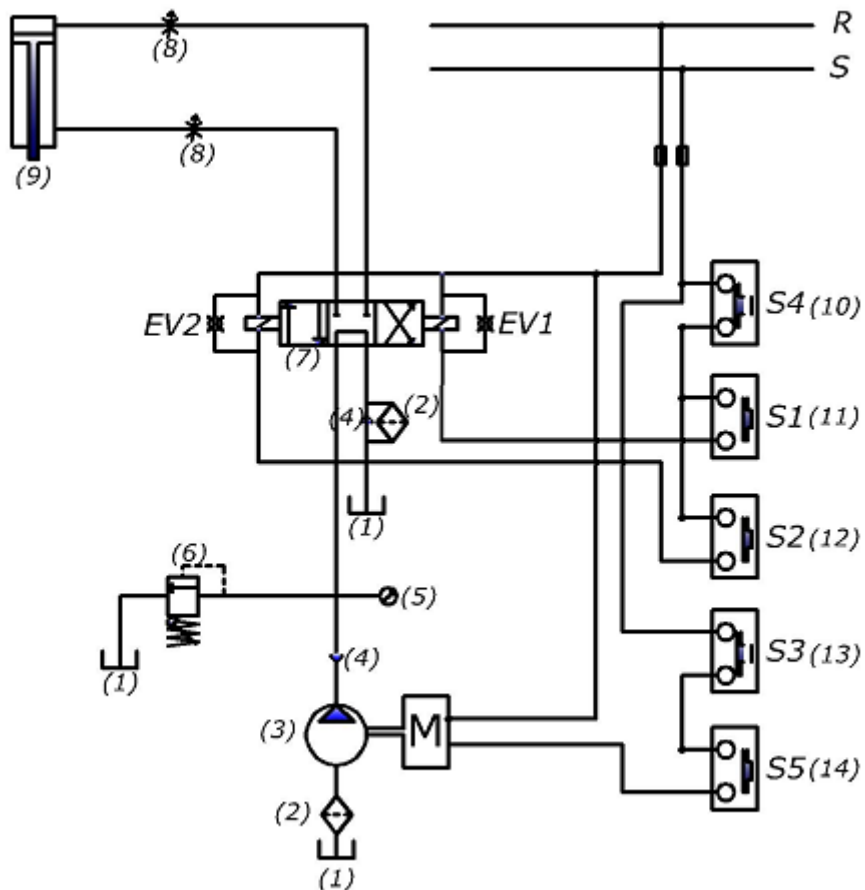 R
(8)
S
(8)
(9)
S4(10)
EV2
EV1
(7)
(2)
(4)
S1(11)
(1)
S2(12)
(6)
(5)
S3(13)
(4)
(1)
(3)
M
S5(14)
(2)
(1)